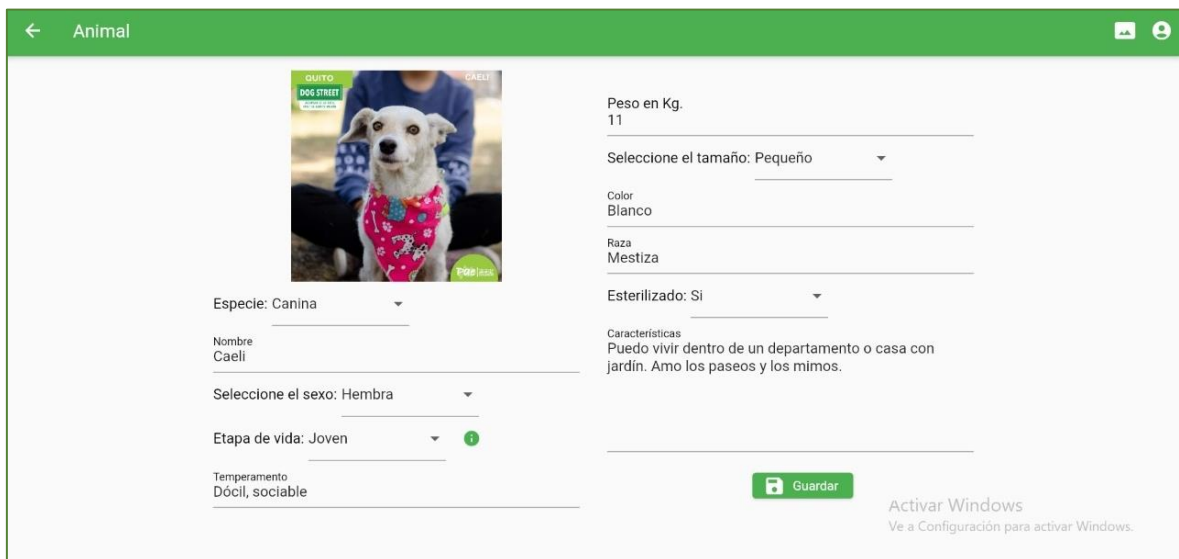 Animal
QUITO
DOG STREET
CAELI
Especie: Canina
Nombre
Caeli
Seleccione el sexo: Hembra
Etapa de vida: Joven
Temperamento
Dócil, sociable
Peso en Kg.
11
Seleccione el tamaño: Pequeño
Color
Blanco
Raza
Mestiza
Esterilizado: Si
Características
Puedo vivir dentro de un departamento o casa con
jardín. Amo los paseos y los mimos.
Guardar
Activar Windows
Ve a Configuración para activar Windows.